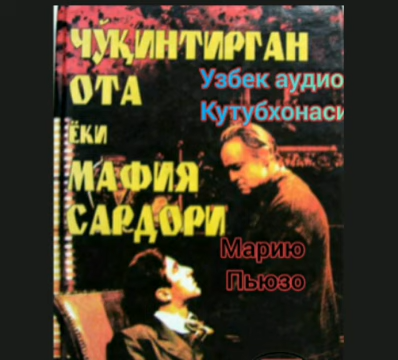 ЧЎҚИНТИРГАН
ОТА
ЁКИ
МАФИЯ
САРДОРИ
Узбек аудио
Кутубхонаси
Марию
Пьюзо